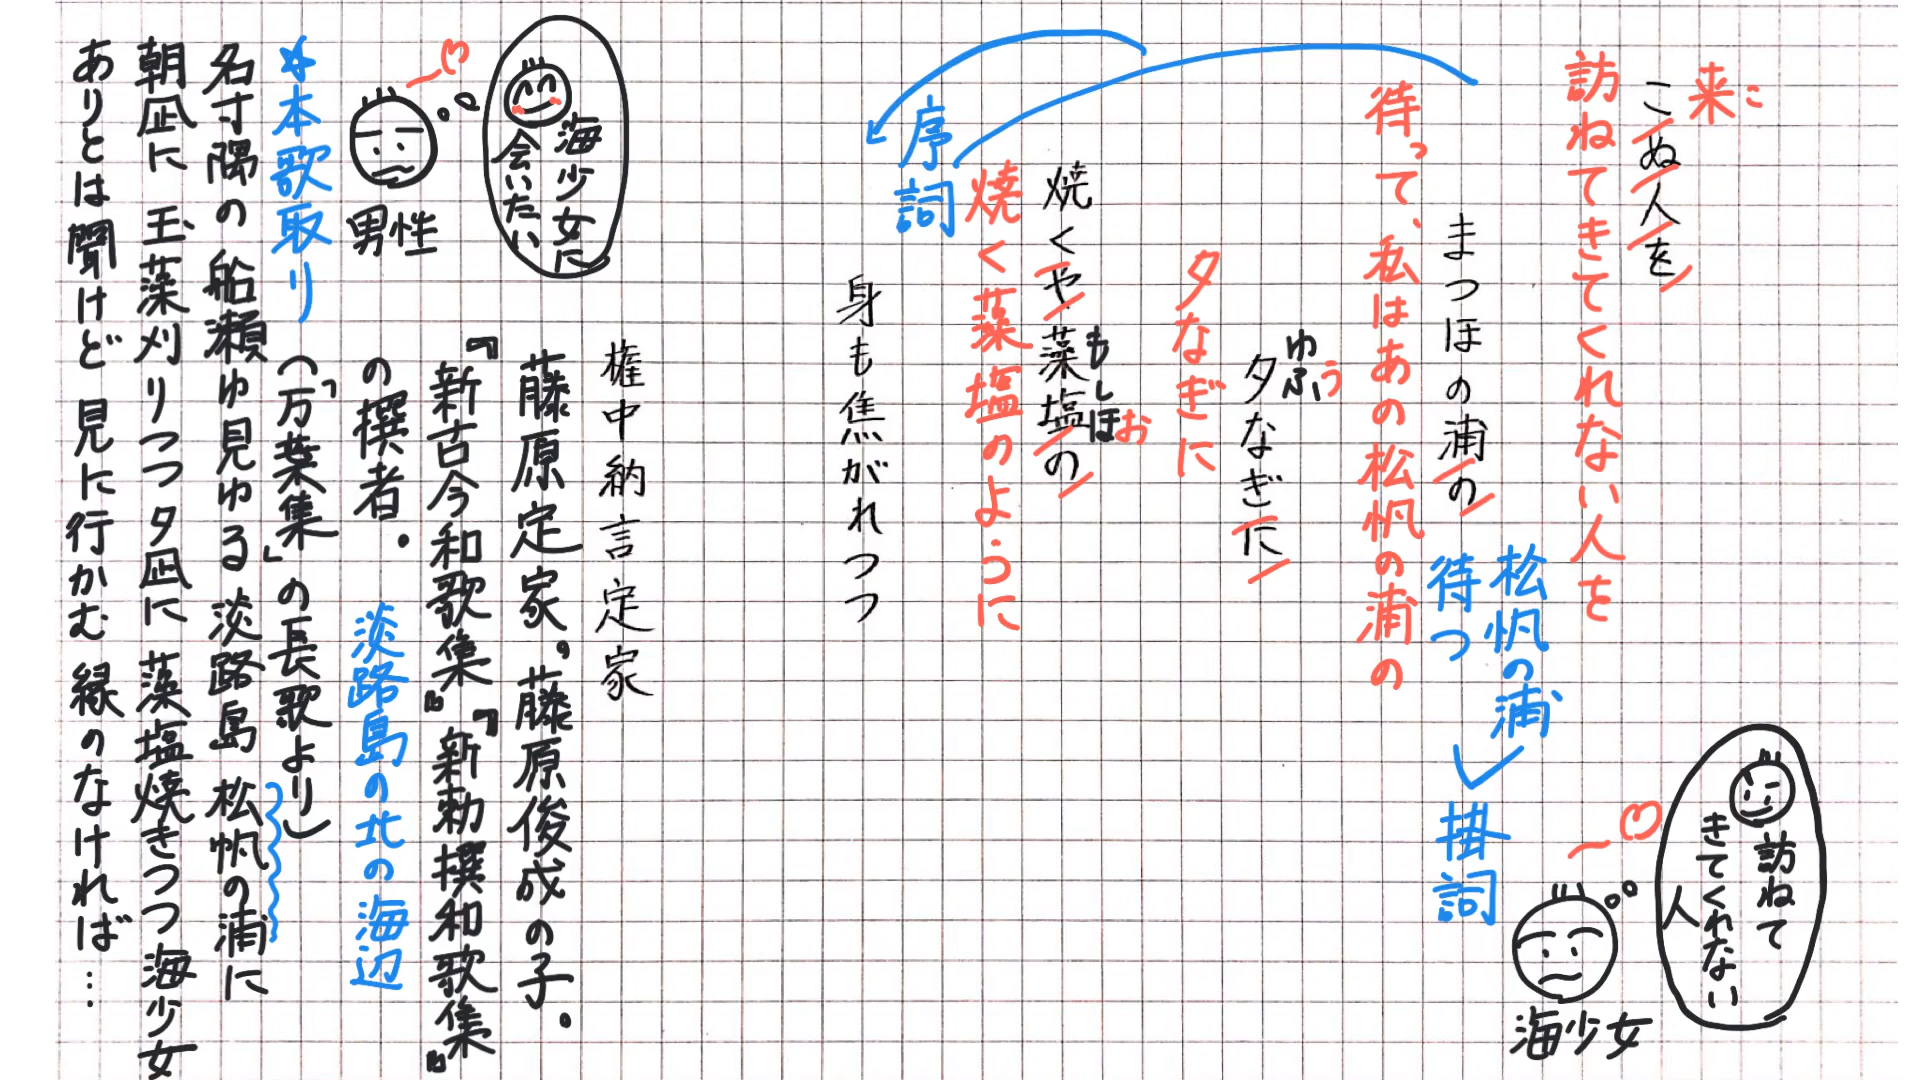 来こ
こぬ人を
訪ねてきてくれない人を
まつほの浦の
松帆の浦
待つ
掛詞
待って、私はあの松帆の浦の
ゆふう
夕なぎに
夕なぎに
もしほお
焼くや藻塩の
焼く藻塩のように
序詞
身も焦がれつつ
訪ねて
きてくれない
人
海少女
権中納言定家
藤原定家。藤原俊成の子。
『新古今和歌集』『新勅撰和歌集』
の撰者。
淡路島の北の海辺
海少女に
会いたい
男性
☆本歌取り
(「万葉集」の長歌より)
名寸隅の船瀬ゆ見ゆる淡路島 松帆の浦に
朝凪に 玉藻刈りつつ夕凪に 藻塩焼きつつ海少女
ありとは聞けど見に行かむ縁のなければ…